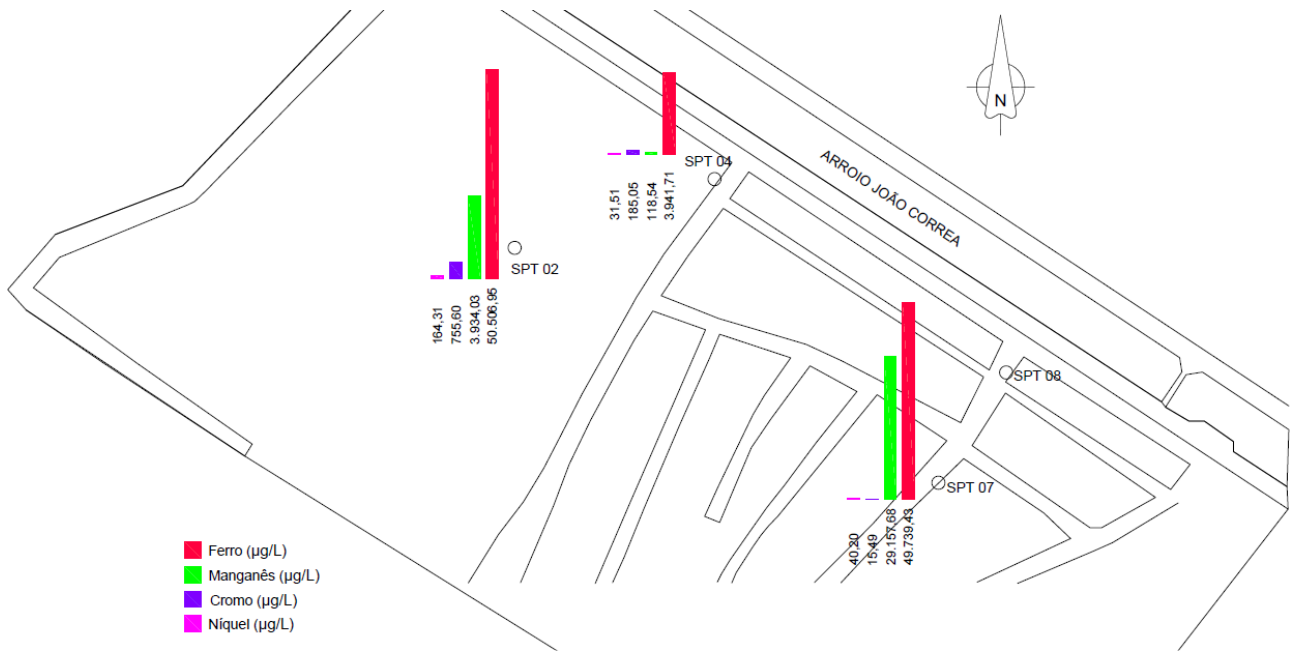 N
ARROIO JOÃO CORREA
SPT 04
31,51
185,05
118,54
3.941,71
SPT 02
164,31
755,60
3.934,03
50.506,95
SPT 08
SPT 07
40,20
15,49
29.157,68
49.739,43
Ferro (µg/L)
Manganês (µg/L)
Cromo (µg/L)
Níquel (µg/L)